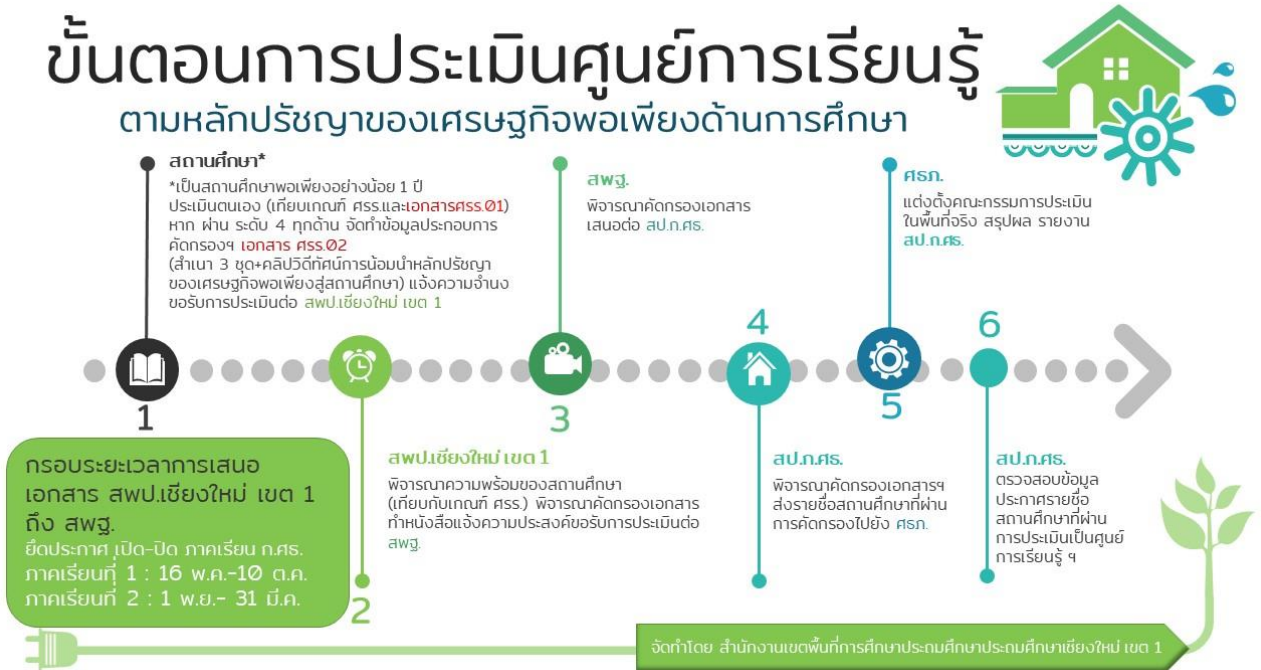 ขั้นตอนการประเมินศูนย์การเรียนรู้
ตามหลักปรัชญาของเศรษฐกิจพอเพียงด้านการศึกษา
สถานศึกษา*
*เป็นสถานศึกษาพอเพียงอย่างน้อย 1 ปี
ประเมินตนเอง (เทียบเกณฑ์ ศรร.และเอกสารศรร.01)
หาก ผ่าน ระดับ 4 ทุกด้าน จัดทำข้อมูลประกอบการ
คัดกรองฯ เอกสาร ศรร.02
(สำเนา 3 ชุด+คลิปวิดีทัศน์การน้อมนำหลักปรัชญา
ของเศรษฐกิจพอเพียงสู่สถานศึกษา) แจ้งความจำนง
ขอรับการประเมินต่อ สพป.เชียงใหม่ เขต 1
1
กรอบระยะเวลาการเสนอ
เอกสาร สพป.เชียงใหม่ เขต 1
ถึง สพฐ.
ยึดประกาศ เปิด-ปิด ภาคเรียน ก.ศธ.
ภาคเรียนที่ 1 : 16 พ.ค.-10 ต.ค.
ภาคเรียนที่ 2 : 1 พ.ย.- 31 มี.ค.
สพป.เชียงใหม่ เขต 1
พิจารณาความพร้อมของสถานศึกษา
(เทียบกับเกณฑ์ ศรร.) พิจารณาคัดกรองเอกสาร
ทำหนังสือแจ้งความประสงค์ขอรับการประเมินต่อ
สพฐ.
2
สพฐ.
พิจารณาคัดกรองเอกสาร
เสนอต่อ สป.ก.ศธ.
3
4
สป.ก.ศธ.
พิจารณาคัดกรองเอกสารฯ
ส่งรายชื่อสถานศึกษาที่ผ่าน
การคัดกรองไปยัง ศธภ.
ศธภ.
แต่งตั้งคณะกรรมการประเมิน
ในพื้นที่จริง สรุปผล รายงาน
สป.ก.ศธ.
5
6
สป.ก.ศธ.
ตรวจสอบข้อมูล
ประกาศรายชื่อ
สถานศึกษาที่ผ่าน
การประเมินเป็นศูนย์
การเรียนรู้ ฯ
จัดทำโดย สำนักงานเขตพื้นที่การศึกษาประถมศึกษาประถมศึกษาเชียงใหม่ เขต 1